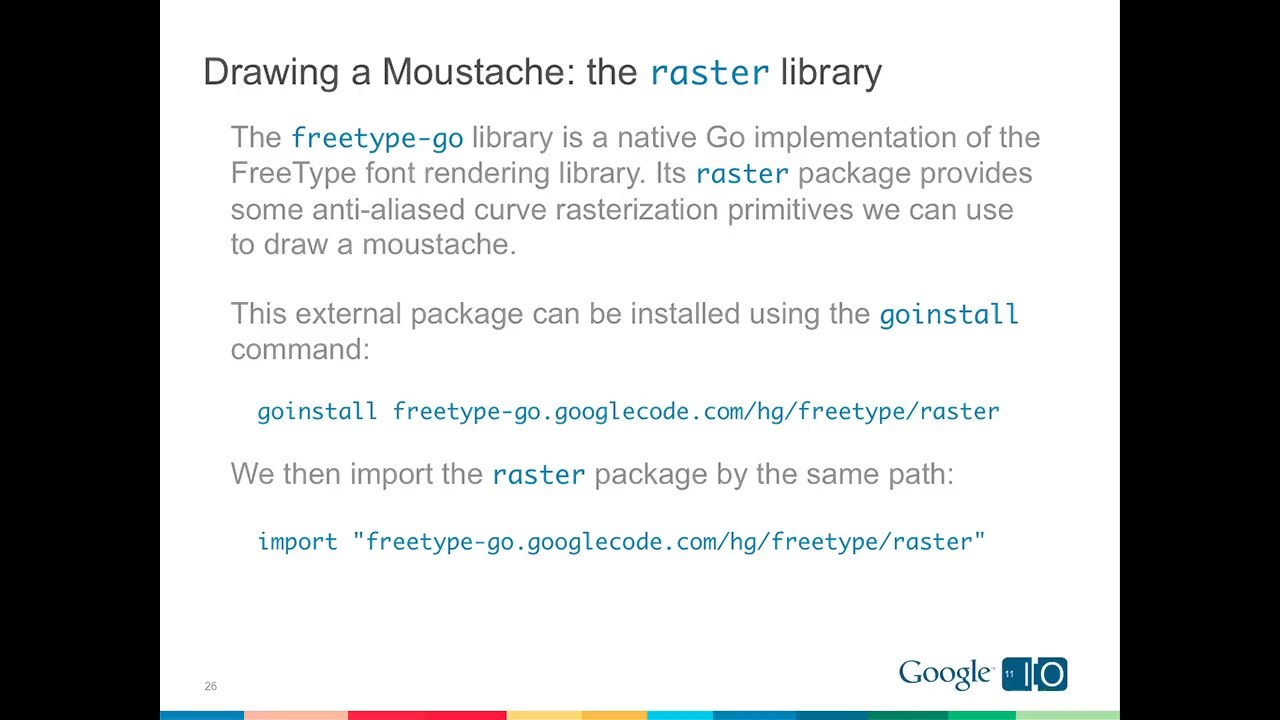 Drawing a Moustache: the raster library
The freetype-go library is a native Go implementation of the
FreeType font rendering library. Its raster package provides
some anti-aliased curve rasterization primitives we can use
to draw a moustache.
This external package can be installed using the goinstall
command:
goinstall freetype-go.googlecode.com/hg/freetype/raster
We then import the raster package by the same path:
import "freetype-go.googlecode.com/hg/freetype/raster"
26
Google™ 11 IO